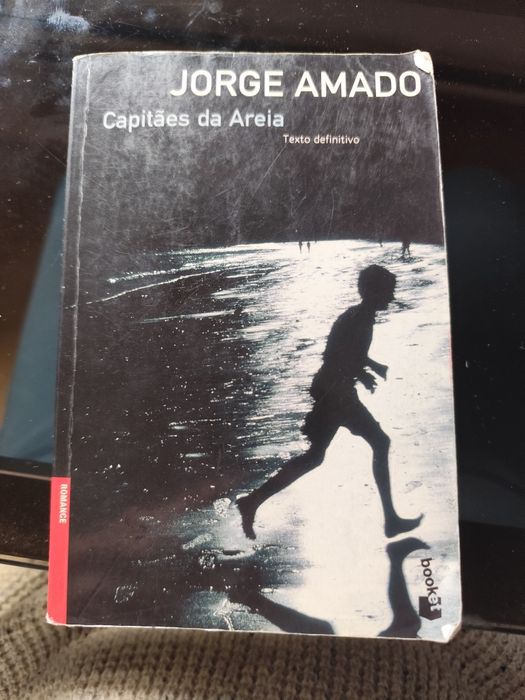 JORGE AMADO
Capitães da Areia
Texto definitivo
ROMANCE
booket